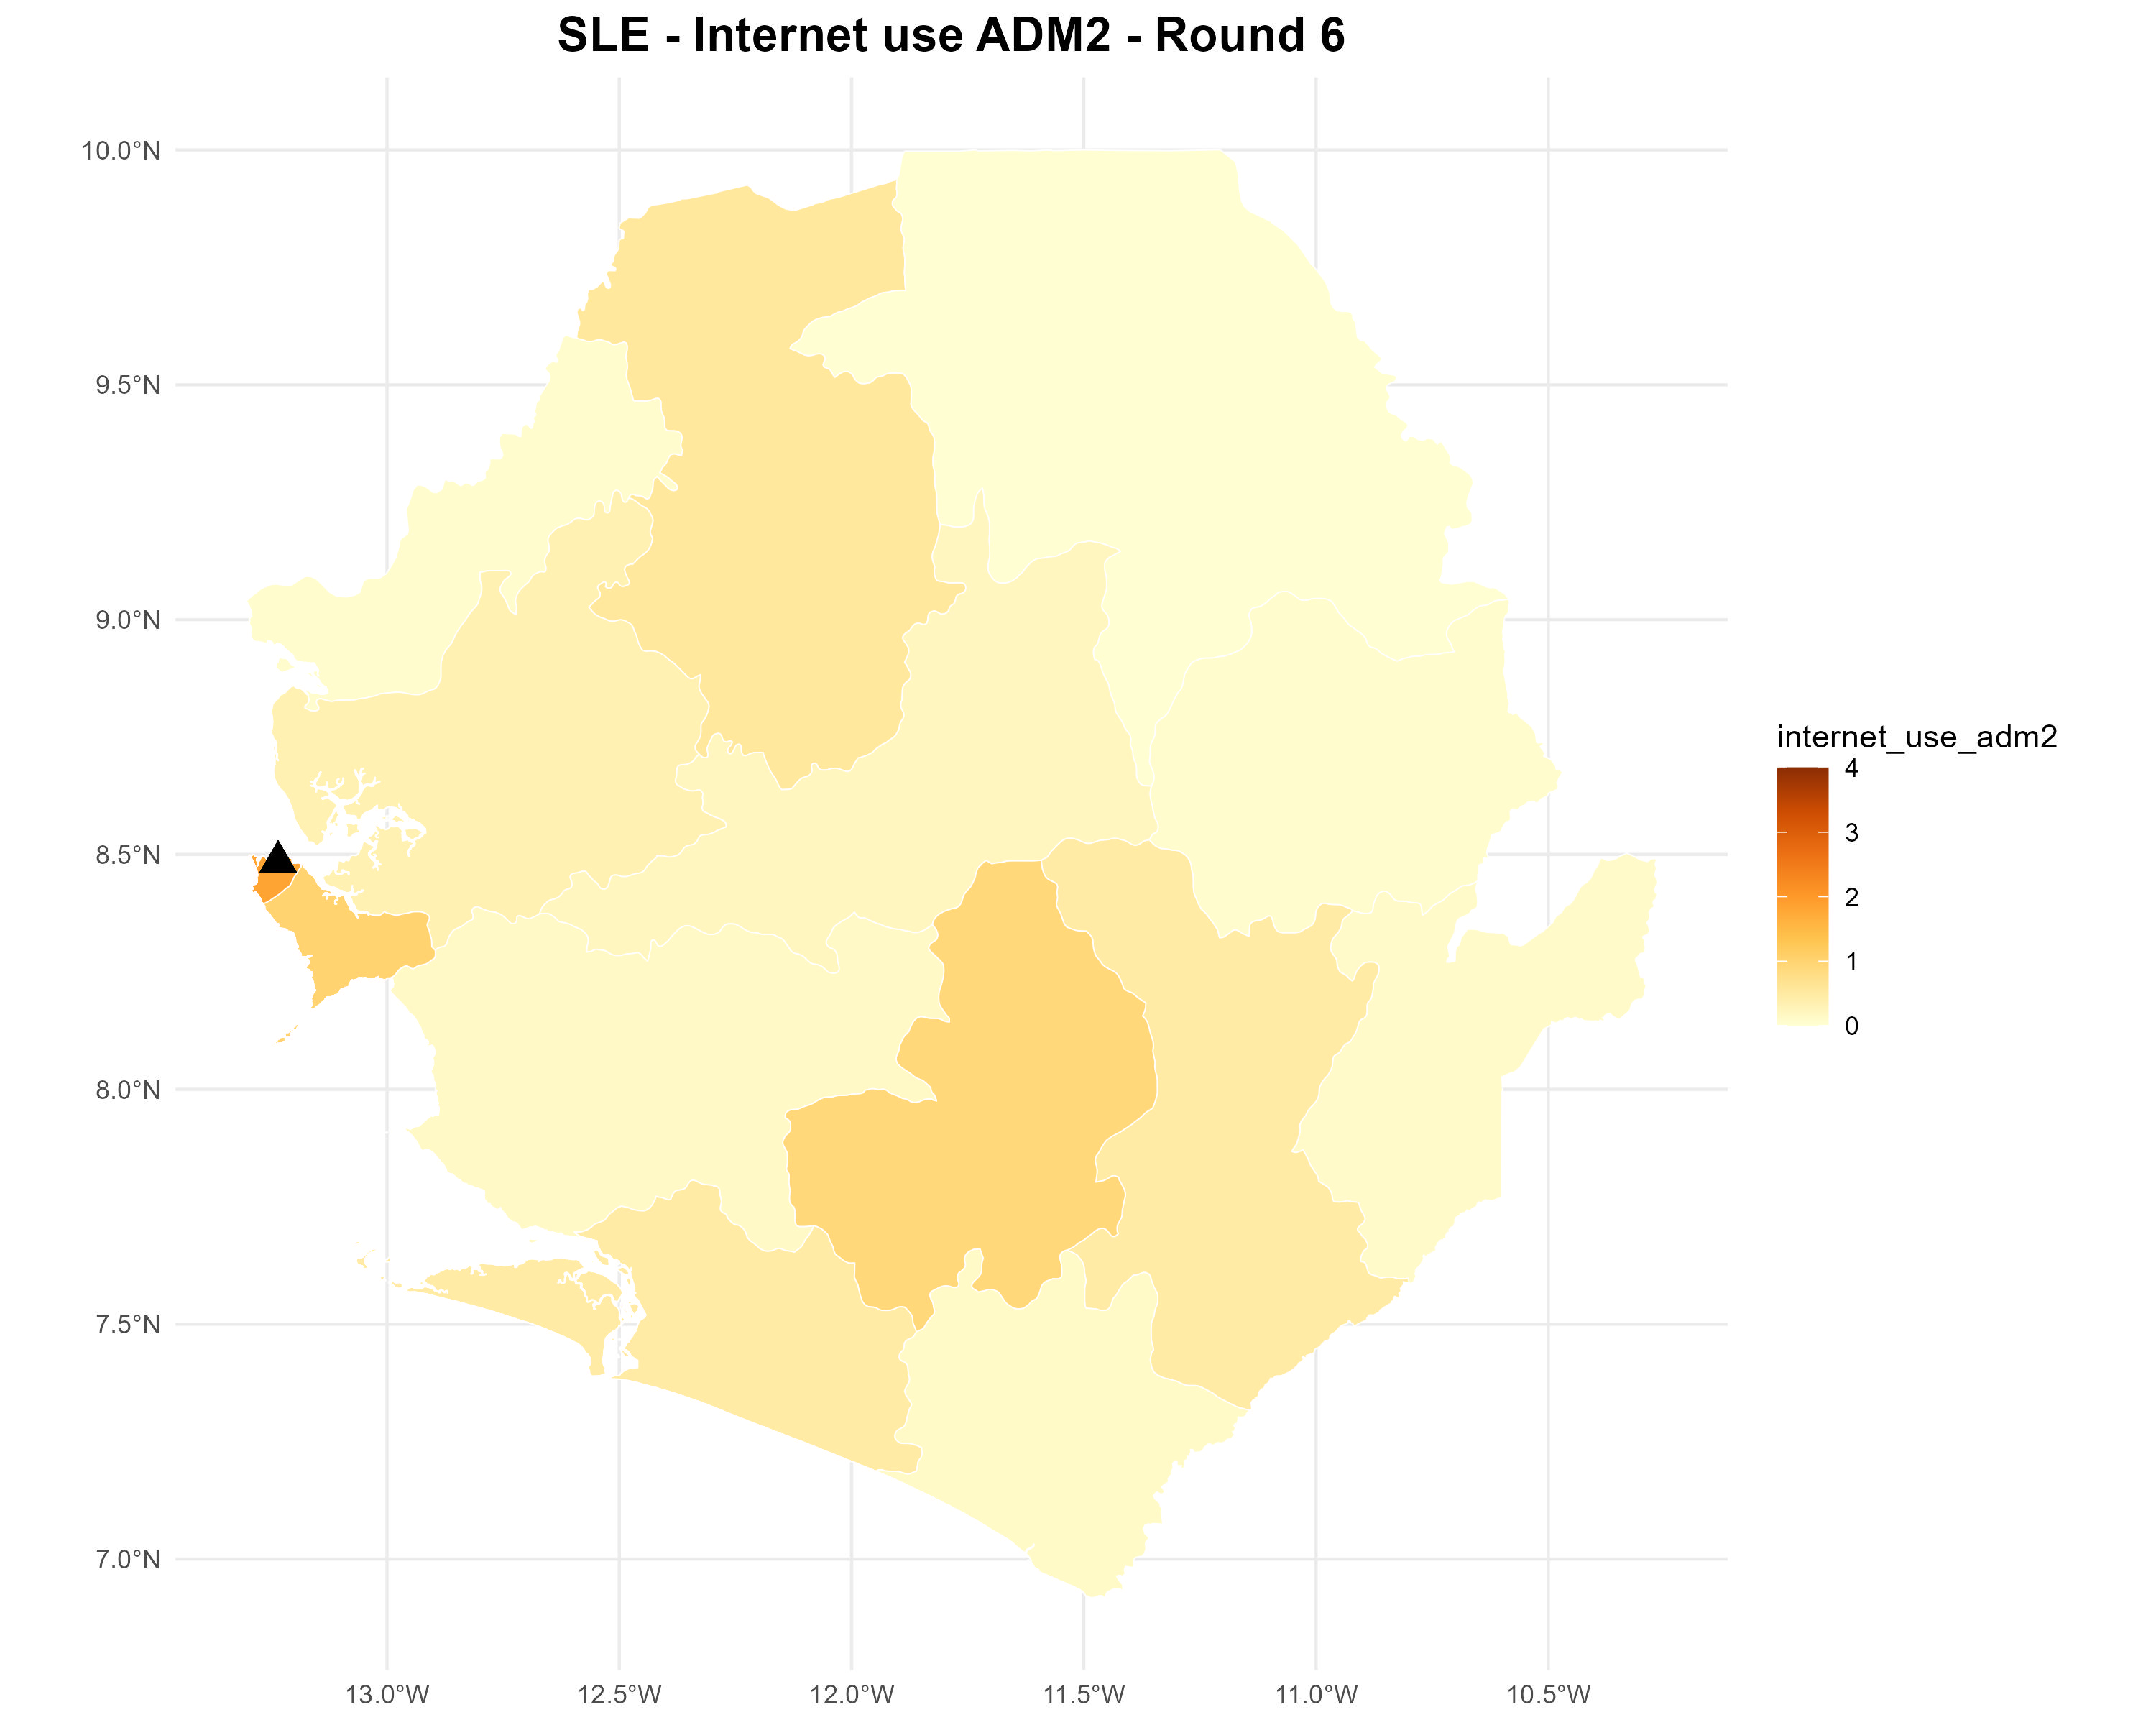 SLE - Internet use ADM2 - Round 6
10.0°N
9.5°N
9.0°N
8.5°N
8.0°N
7.5°N
7.0°N
13.0°W
12.5°W
12.0°W
11.5°W
11.0°W
10.5°W
internet_use_adm2
4
3
2
1
0